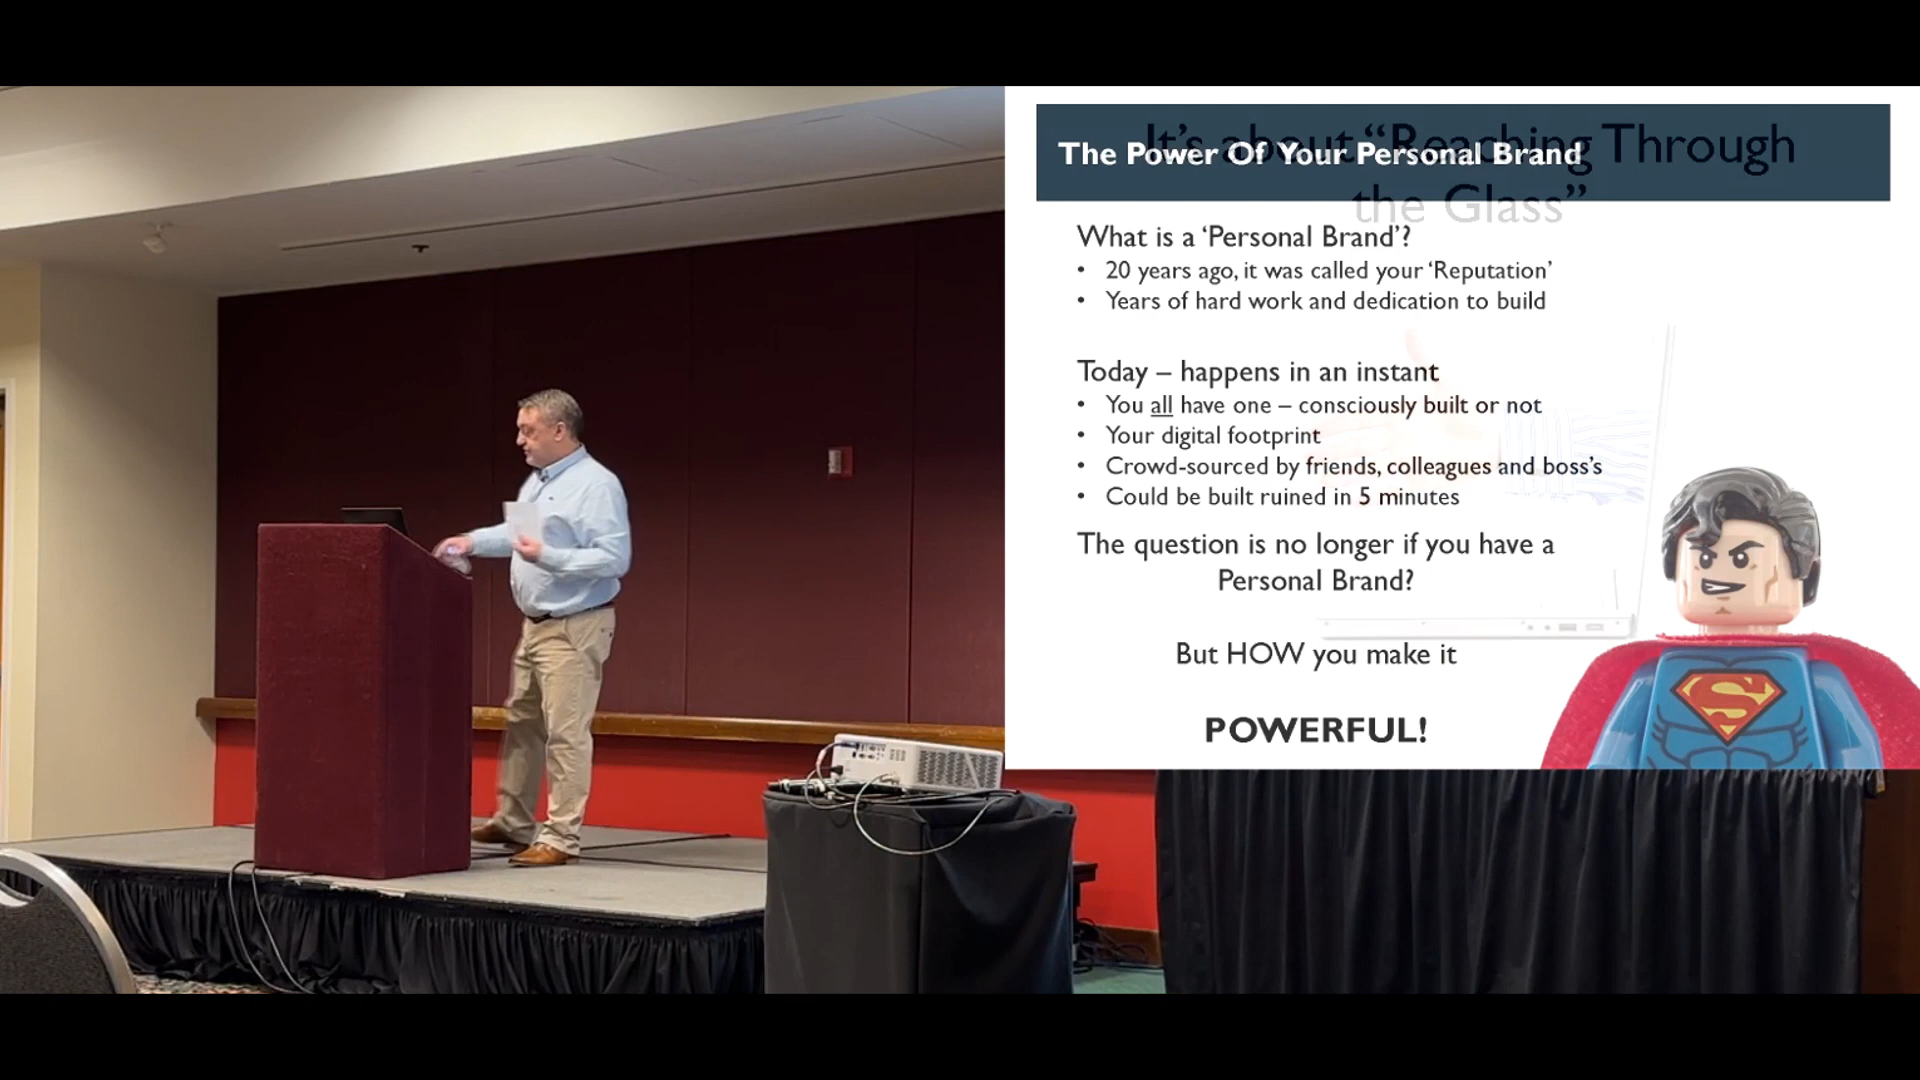 The Power Of Your Personal Brand
It's about “Reaching Through
the Glass”
What is a ‘Personal Brand’?
• 20 years ago, it was called your ‘Reputation’
• Years of hard work and dedication to build
Today – happens in an instant
• You all have one – consciously built or not
• Your digital footprint
• Crowd-sourced by friends, colleagues and boss’s
• Could be built ruined in 5 minutes
The question is no longer if you have a
Personal Brand?
But HOW you make it
POWERFUL!
S